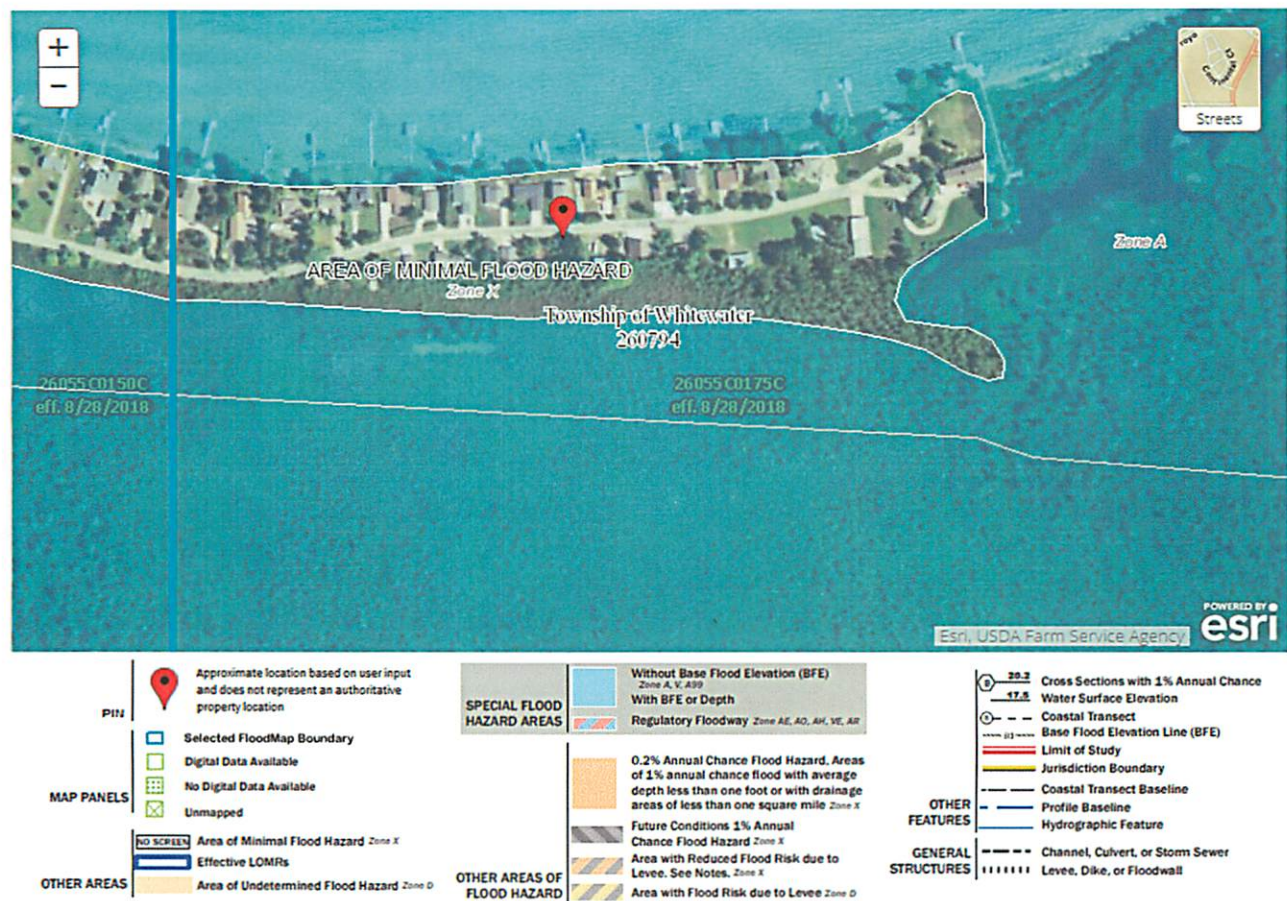 +
−
royo
Continental Ct
Streets
Zone A
AREA OF MINIMAL FLOOD HAZARD
Zone X
Township of Whitewater
260794
26055C0150C
eff. 8/28/2018
26055C0175C
eff. 8/28/2018
POWERED BY
esri
Esri, USDA Farm Service Agency
PIN
Approximate location based on user input
and does not represent an authoritative
property location
MAP PANELS
Selected FloodMap Boundary
Digital Data Available
No Digital Data Available
Unmapped
OTHER AREAS
NO SCREEN Area of Minimal Flood Hazard Zone X
Effective LOMRs
Area of Undetermined Flood Hazard Zone D
SPECIAL FLOOD
HAZARD AREAS
Without Base Flood Elevation (BFE)
Zone A, V, A99
With BFE or Depth
Regulatory Floodway Zone AE, AO, AH, VE, AR
OTHER AREAS OF
FLOOD HAZARD
0.2% Annual Chance Flood Hazard, Areas
of 1% annual chance flood with average
depth less than one foot or with drainage
areas of less than one square mile Zone X
Future Conditions 1% Annual
Chance Flood Hazard Zone X
Area with Reduced Flood Risk due to
Levee. See Notes. Zone X
Area with Flood Risk due to Levee Zone D
OTHER
FEATURES
B 20.2 Cross Sections with 1% Annual Chance
17.5 Water Surface Elevation
Coastal Transect
Base Flood Elevation Line (BFE)
Limit of Study
Jurisdiction Boundary
Coastal Transect Baseline
Profile Baseline
Hydrographic Feature
GENERAL
STRUCTURES
Channel, Culvert, or Storm Sewer
Levee, Dike, or Floodwall